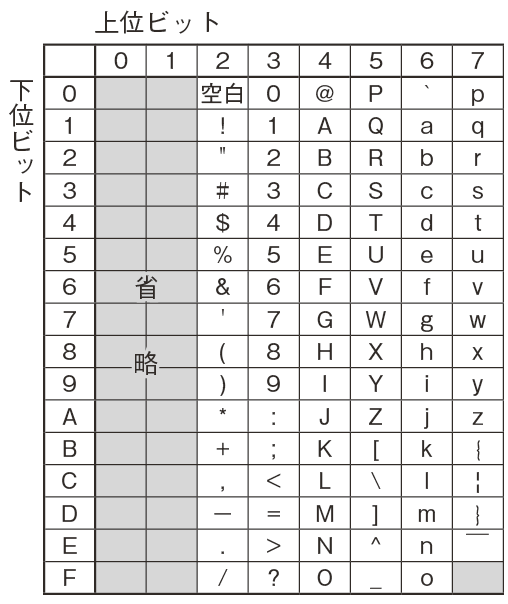 上位ビット
下位ビット
0 1 2 3 4 5 6 7
0 空白 0 @ P ` p
1 ! 1 A Q a q
2 " 2 B R b r
3 # 3 C S c s
4 $ 4 D T d t
5 % 5 E U e u
6 省 & 6 F V f v
7 ' 7 G W g w
8 略 ( 8 H X h x
9 ) 9 I Y i y
A * : J Z j z
B + ; K [ k {
C , < L \ l ¦
D − = M ] m }
E . > N ^ n ‾
F / ? O _ o